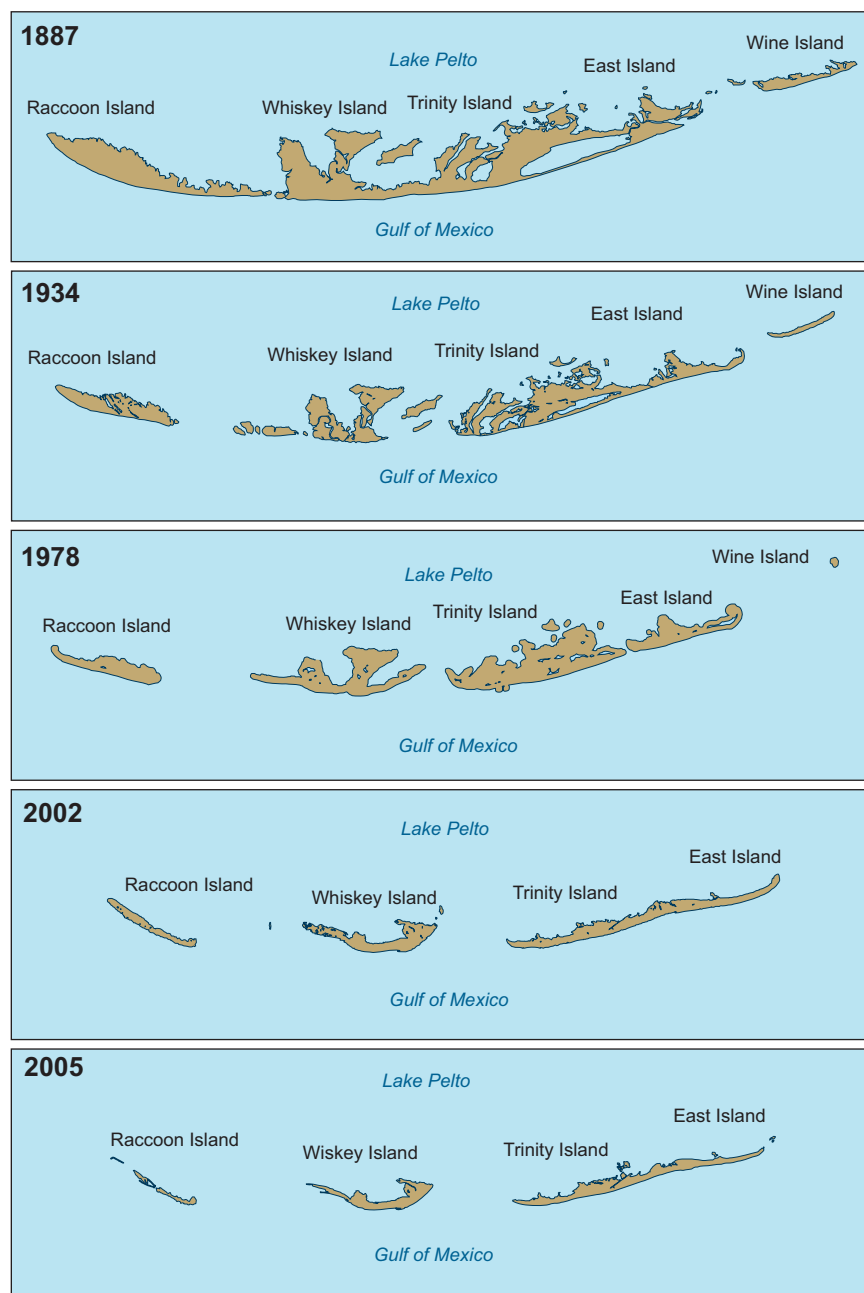 1887
Lake Pelto
Wine Island
East Island
Raccoon Island
Whiskey Island
Trinity Island
Gulf of Mexico
1934
Lake Pelto
Wine Island
East Island
Raccoon Island
Whiskey Island
Trinity Island
Gulf of Mexico
1978
Wine Island
Lake Pelto
East Island
Trinity Island
Raccoon Island
Whiskey Island
Gulf of Mexico
2002
Lake Pelto
East Island
Raccoon Island
Whiskey Island
Trinity Island
Gulf of Mexico
2005
Lake Pelto
East Island
Raccoon Island
Wiskey Island
Trinity Island
Gulf of Mexico